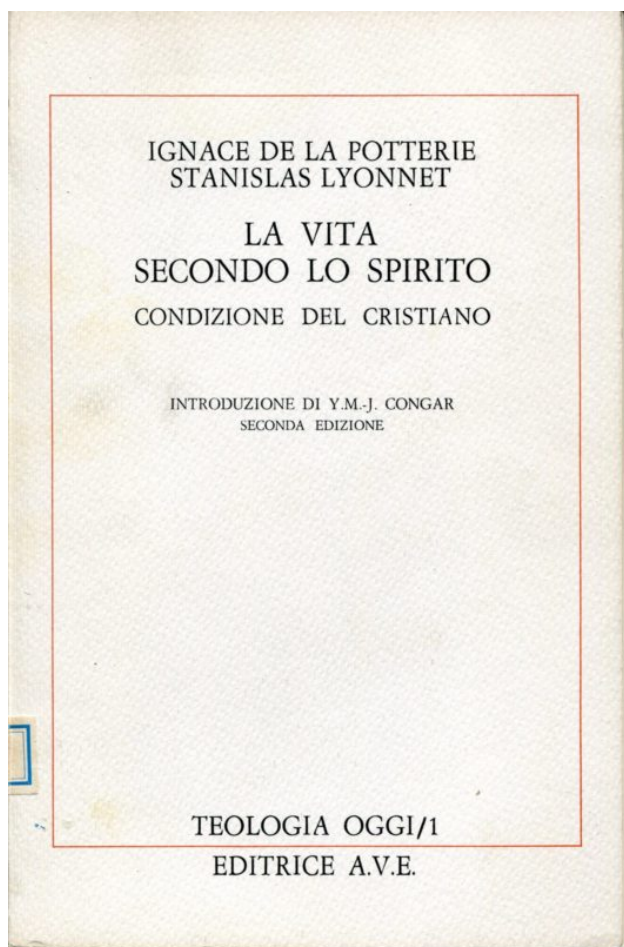 IGNACE DE LA POTTERIE
STANISLAS LYONNET
LA VITA
SECONDO LO SPIRITO
CONDIZIONE DEL CRISTIANO
INTRODUZIONE DI Y.M.-J. CONGAR
SECONDA EDIZIONE
TEOLOGIA OGGI/1
EDITRICE A.V.E.